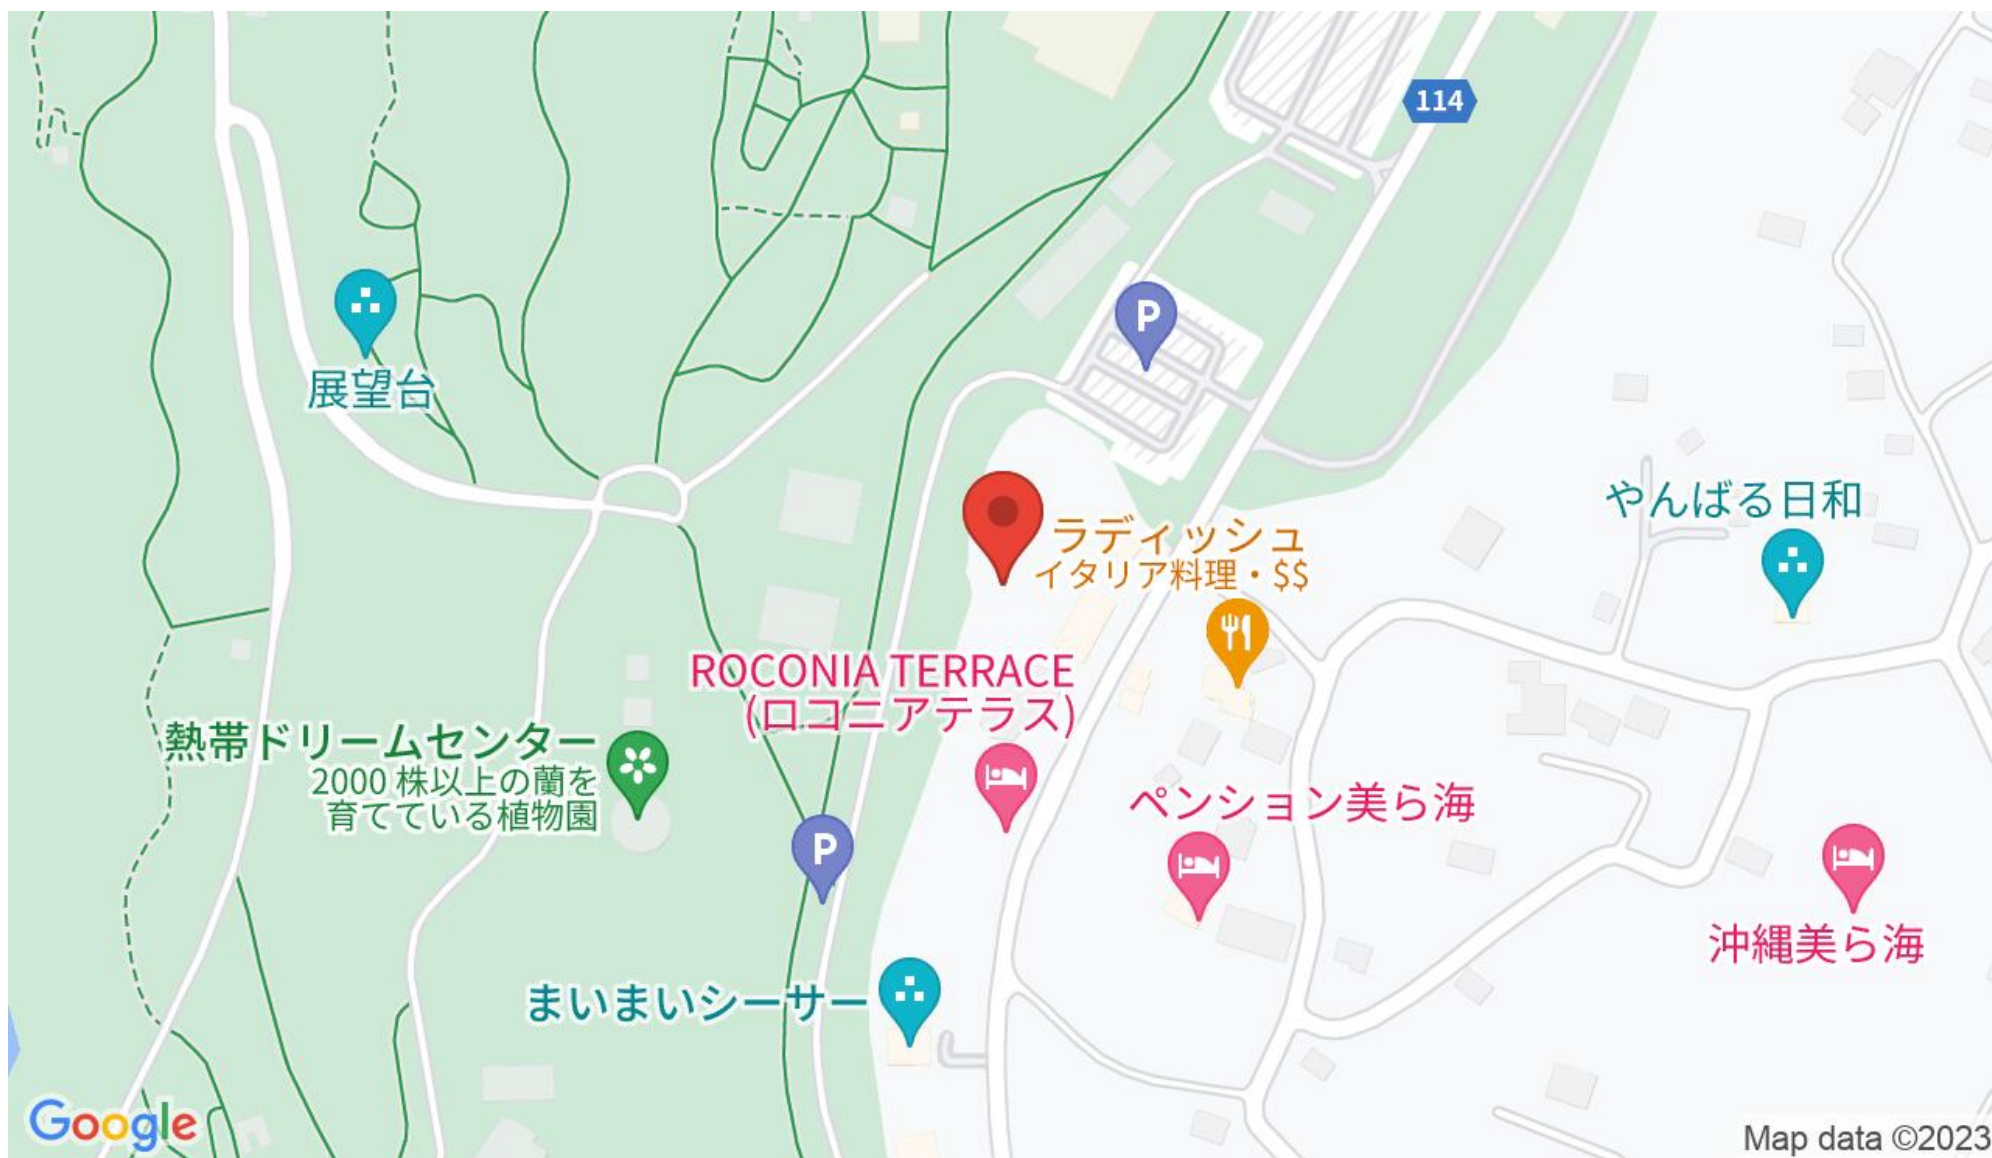 114
展望台
P
やんばる日和
ラディッシュ
イタリア料理・$$
ROCONIA TERRACE
(ロコニアテラス)
熱帯ドリームセンター
2000 株以上の蘭を
育てている植物園
ペンション美ら海
P
沖縄美ら海
まいまいシーサー
Google
Map data ©2023